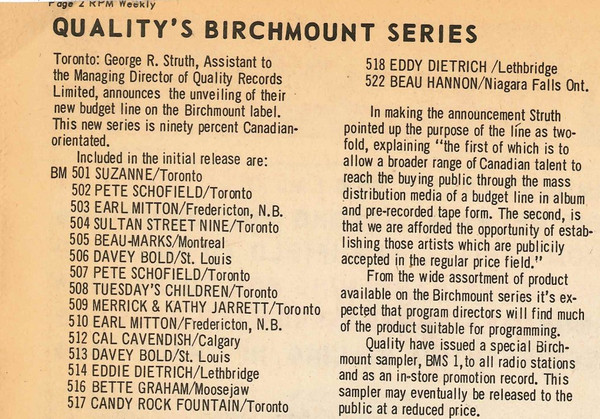 Page 2 RPM Weekly
QUALITY'S BIRCHMOUNT SERIES
Toronto: George R. Struth, Assistant to
the Managing Director of Quality Records
Limited, announces the unveiling of their
new budget line on the Birchmount label.
This new series is ninety percent Canadian-
orientated.
Included in the initial release are:
BM 501 SUZANNE/Toronto
502 PETE SCHOFIELD/Toronto
503 EARL MITTON/Fredericton, N.B.
504 SULTAN STREET NINE/Toronto
505 BEAU-MARKS/Montreal
506 DAVEY BOLD/St. Louis
507 PETE SCHOFIELD/Toronto
508 TUESDAY'S CHILDREN/Toronto
509 MERRICK & KATHY JARRETT/Toronto
510 EARL MITTON/Fredericton, N.B.
512 CAL CAVENDISH/Calgary
513 DAVEY BOLD/St. Louis
514 EDDIE DIETRICH/Lethbridge
516 BETTE GRAHAM/Moosejaw
517 CANDY ROCK FOUNTAIN/Toronto
518 EDDY DIETRICH /Lethbridge
522 BEAU HANNON/Niagara Falls Ont.
In making the announcement Struth
pointed up the purpose of the line as two-
fold, explaining "the first of which is to
allow a broader range of Canadian talent to
reach the buying public through the mass
distribution media of a budget line in album
and pre-recorded tape form. The second, is
that we are afforded the opportunity of estab-
lishing those artists which are publicily
accepted in the regular price field."
From the wide assortment of product
available on the Birchmount series it's ex-
pected that program directors will find much
of the product suitable for programming.
Quality have issued a special Birch-
mount sampler, BMS 1, to all radio stations
and as an in-store promotion record. This
sampler may eventually be released to the
public at a reduced price.